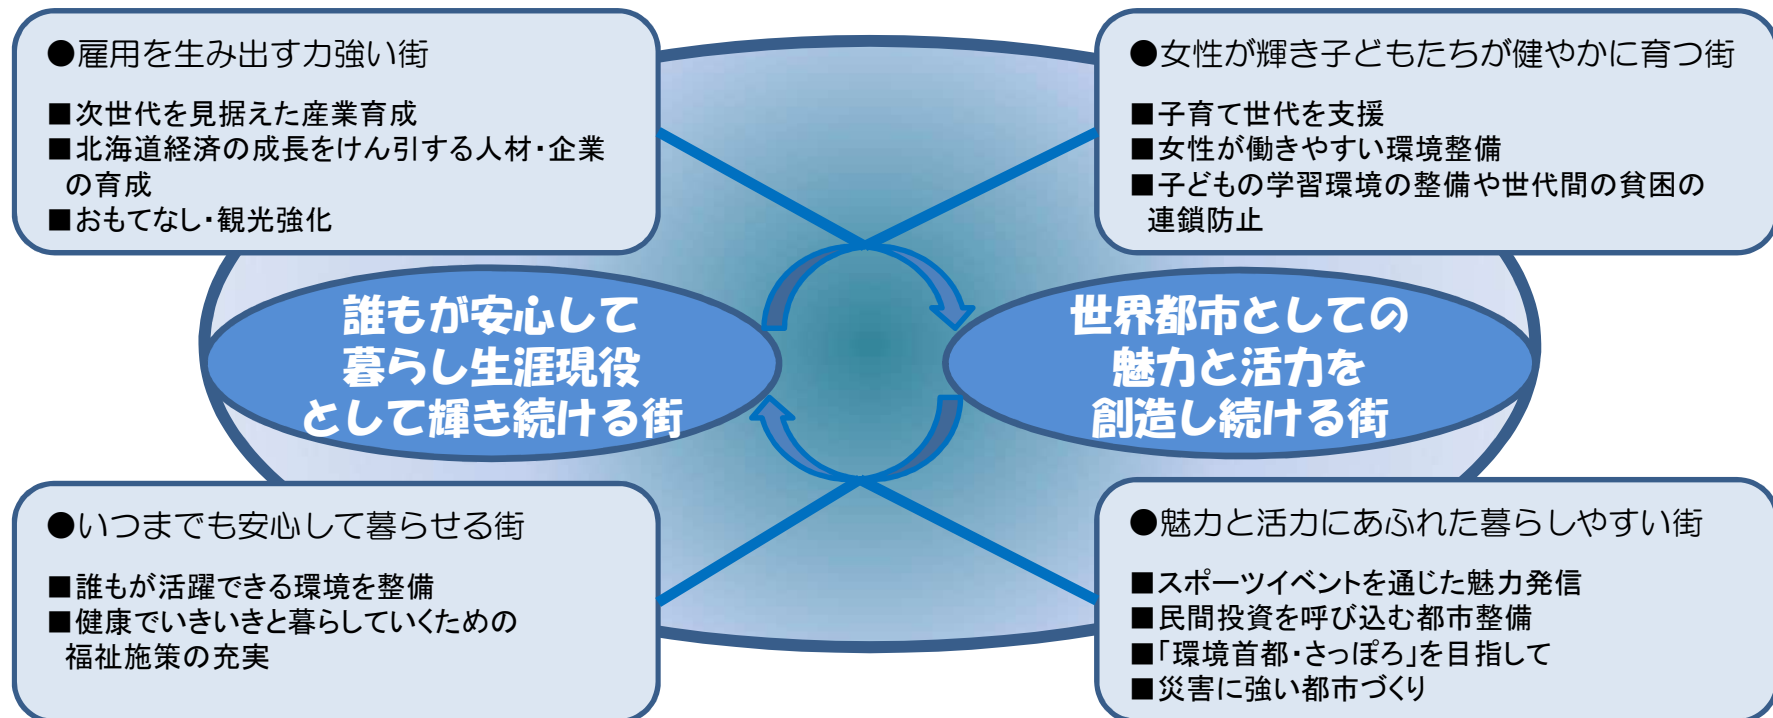 ●雇用を生み出す力強い街
■次世代を見据えた産業育成
■北海道経済の成長をけん引する人材・企業
の育成
■おもてなし・観光強化
●女性が輝き子どもたちが健やかに育つ街
■子育て世代を支援
■女性が働きやすい環境整備
■子どもの学習環境の整備や世代間の貧困の
連鎖防止
誰もが安心して
暮らし生涯現役
として輝き続ける街
世界都市としての
魅力と活力を
創造し続ける街
●いつまでも安心して暮らせる街
■誰もが活躍できる環境を整備
■健康でいきいきと暮らしていくための
福祉施策の充実
●魅力と活力にあふれた暮らしやすい街
■スポーツイベントを通じた魅力発信
■民間投資を呼び込む都市整備
■「環境首都・さっぽろ」を目指して
■災害に強い都市づくり